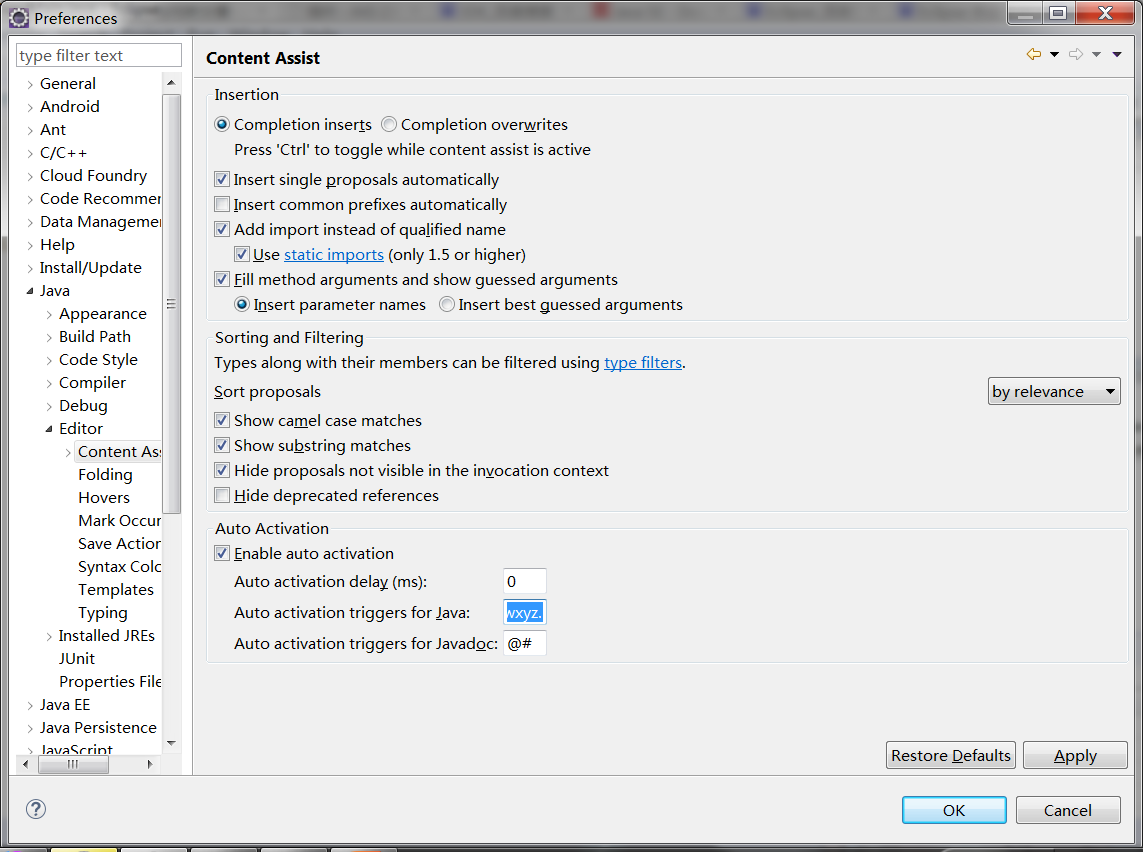 Preferences
type filter text
General
Android
Ant
C/C++
Cloud Foundry
Code Recommer
Data Managemer
Help
Install/Update
Java
Appearance
Build Path
Code Style
Compiler
Debug
Editor
Content Ass
Folding
Hovers
Mark Occur
Save Action
Syntax Colc
Templates
Typing
Installed JREs
JUnit
Properties File
Java EE
Java Persistence
JavaScript
Content Assist
Insertion
Completion inserts Completion overwrites
Press 'Ctrl' to toggle while content assist is active
Insert single proposals automatically
Insert common prefixes automatically
Add import instead of qualified name
Use static imports (only 1.5 or higher)
Fill method arguments and show guessed arguments
Insert parameter names Insert best guessed arguments
Sorting and Filtering
Types along with their members can be filtered using type filters.
Sort proposals by relevance
Show camel case matches
Show substring matches
Hide proposals not visible in the invocation context
Hide deprecated references
Auto Activation
Enable auto activation
Auto activation delay (ms): 0
Auto activation triggers for Java: wxyz.
Auto activation triggers for Javadoc: @#
Restore Defaults Apply
OK Cancel